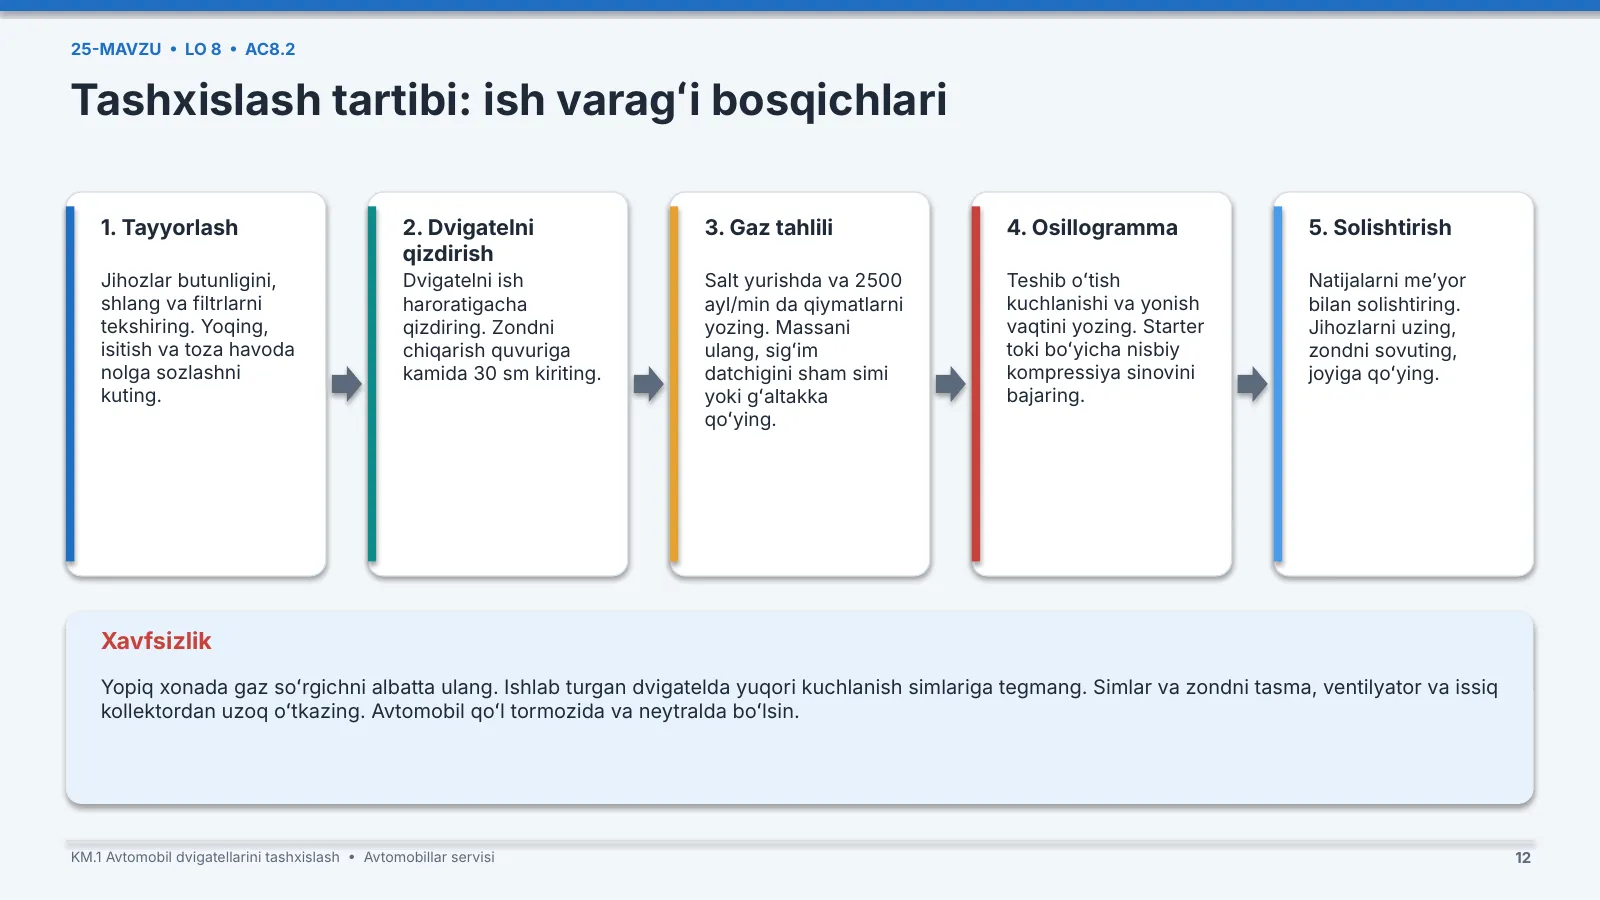 25-MAVZU • LO 8 • AC8.2
Tashxislash tartibi: ish varagʻi bosqichlari
1. Tayyorlash
Jihozlar butunligini,
shlang va filtrlarni
tekshiring. Yoqing,
isitish va toza havoda
nolga sozlashni
kuting.
2. Dvigatelni
qizdirish
Dvigatelni ish
haroratigacha
qizdiring. Zondni
chiqarish quvuriga
kamida 30 sm kiriting.
3. Gaz tahlili
Salt yurishda va 2500
ayl/min da qiymatlarni
yozing. Massani
ulang, sigʻim
datchigini sham simi
yoki gʻaltakka
qoʻying.
4. Osillogramma
Teshib oʻtish
kuchlanishi va yonish
vaqtini yozing. Starter
toki boʻyicha nisbiy
kompressiya sinovini
bajaring.
5. Solishtirish
Natijalarni meʼyor
bilan solishtiring.
Jihozlarni uzing,
zondni sovuting,
joyiga qoʻying.
Xavfsizlik
Yopiq xonada gaz soʻrgichni albatta ulang. Ishlab turgan dvigatelda yuqori kuchlanish simlariga tegmang. Simlar va zondni tasma, ventilyator va issiq
kollektordan uzoq oʻtkazing. Avtomobil qoʻl tormozida va neytralda boʻlsin.
KM.1 Avtomobil dvigatellarini tashxislash • Avtomobillar servisi
12